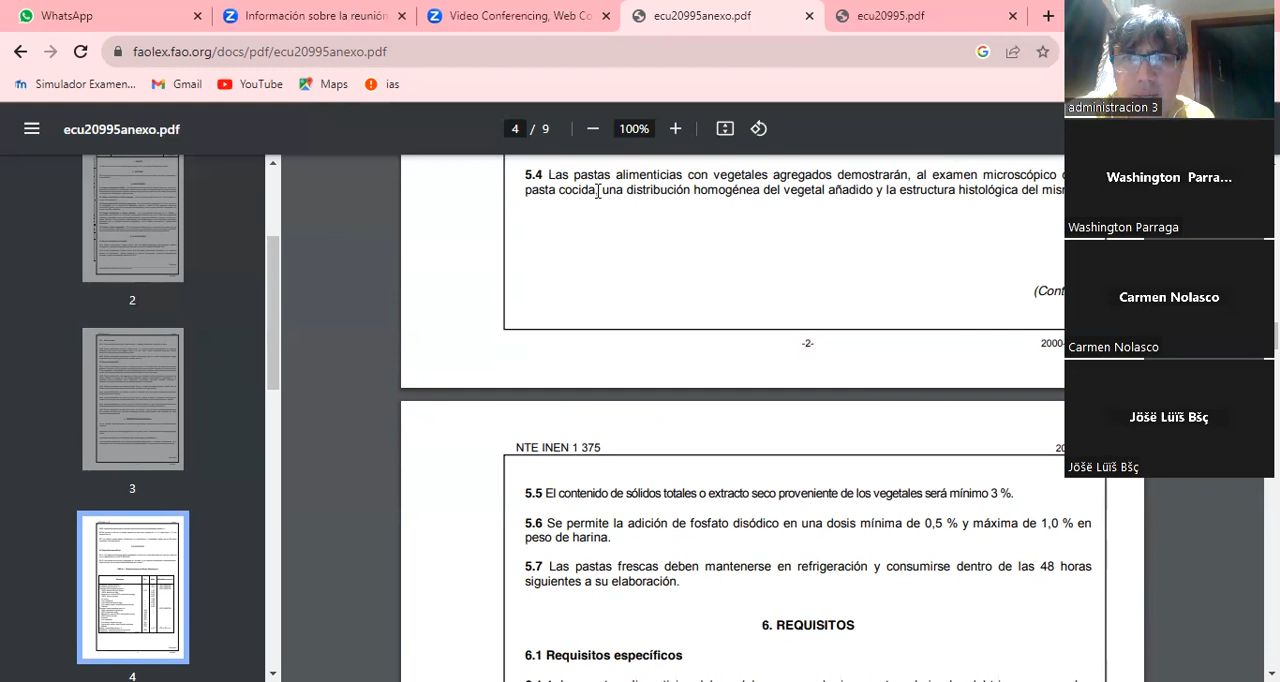 WhatsApp
Información sobre la reunión
Video Conferencing, Web Co
ecu20995anexo.pdf
ecu20995.pdf
faolex.fao.org/docs/pdf/ecu20995anexo.pdf
Simulador Examen...
Gmail
YouTube
Maps
ias
ecu20995anexo.pdf
4 / 9
100%
2
3
4
5.4 Las pastas alimenticias con vegetales agregados demostrarán, al examen microscópico
pasta cocida, una distribución homogénea del vegetal añadido y la estructura histológica del
-2-
2000-
NTE INEN 1 375
5.5 El contenido de sólidos totales o extracto seco proveniente de los vegetales será mínimo 3 %.
5.6 Se permite la adición de fosfato disódico en una dosis mínima de 0,5 % y máxima de 1,0 % en
peso de harina.
5.7 Las pastas frescas deben mantenerse en refrigeración y consumirse dentro de las 48 horas
siguientes a su elaboración.
6. REQUISITOS
6.1 Requisitos específicos
administracion 3
Washington Parra...
Washington Parraga
Carmen Nolasco
Carmen Nolasco
Jöšë Lüïš Bšç
Jöšë Lüïš Bšç